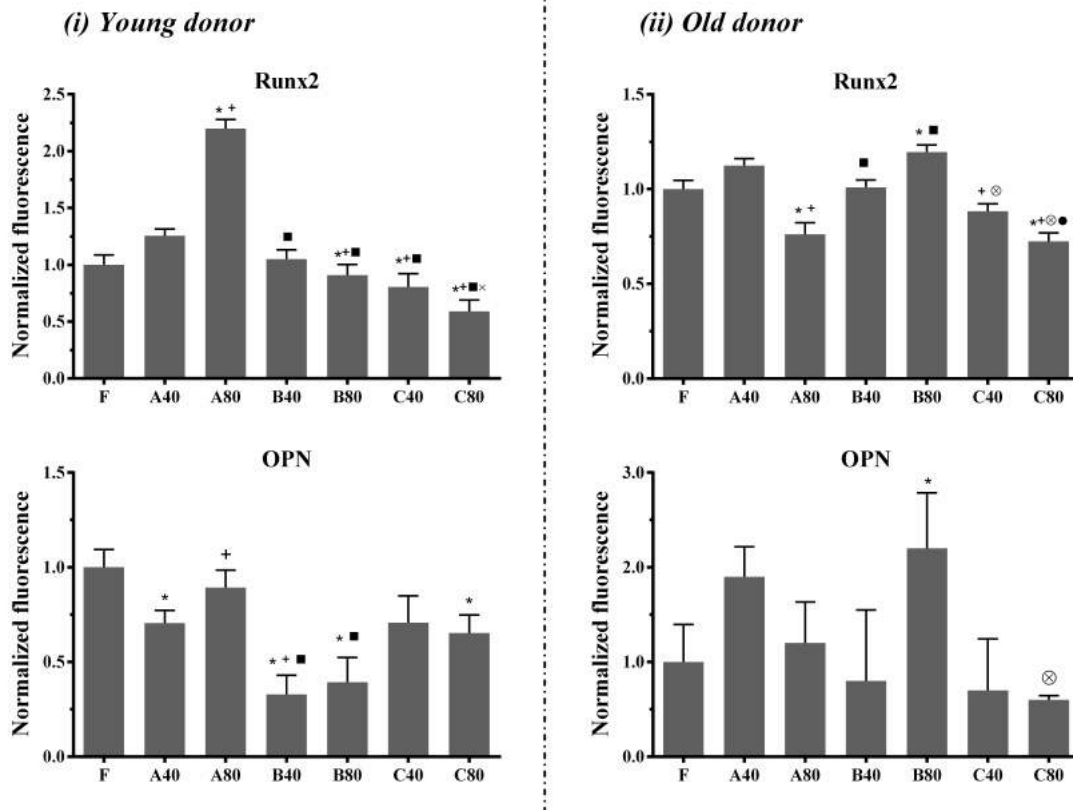 (i) Young donor
Runx2
Normalized fluorescence
2.5
2.0
1.5
1.0
0.5
0.0
* +
■
*+■
*+■
*+■×
F A40 A80 B40 B80 C40 C80
OPN
Normalized fluorescence
1.5
1.0
0.5
0.0
*
+
* + ■
* ■
*
F A40 A80 B40 B80 C40 C80
(ii) Old donor
Runx2
Normalized fluorescence
1.5
1.0
0.5
0.0
* +
■
* ■
+ ⊗
*+⊗●
F A40 A80 B40 B80 C40 C80
OPN
Normalized fluorescence
3.0
2.0
1.0
0.0
*
⊗
F A40 A80 B40 B80 C40 C80